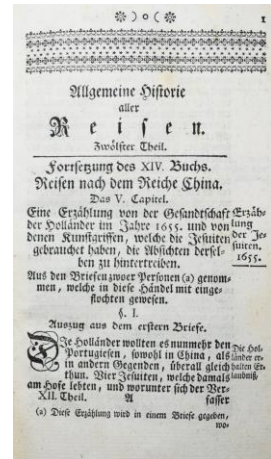 )o( 1
Allgemeine Historie
aller
Reisen.
Zwölfter Theil.
Fortsetzung des XIV. Buchs.
Reisen nach dem Reiche China.
Das V. Capitel.
Eine Erzählung von der Gesandtschaft
der Holländer im Jahre 1655. und von
denen Kunstgriffen, welche die Jesuiten
gebrauchet haben, die Absichten dersel-
ben zu hintertreiben.
Erzäh-
lung
der Je-
suiten.
1655.
Aus den Briefen zwoer Personen (a) genom-
men, welche in diese Händel mit einge-
flochten gewesen.
§. I.
Auszug aus dem erstern Briefe.
Die Holländer wollten es nunmehr den
Portugiesen, sowohl in China, als
in andern Gegenden, überall gleich
thun. Vier Jesuiten, welche damals
am Hofe lebten, und worunter sich der Ver-
Die Hol-
länder er-
halten Er-
laubniß,
XII. Theil. A fasser
(a) Diese Erzählung wird in einem Briefe gegeben,
wo-